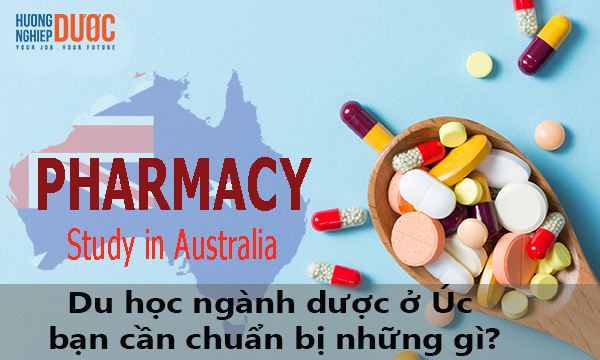 HUONG
NGHIEP DƯỢC
YOUR JOB . YOUR FUTURE
PHARMACY
Study in Australia
Du học ngành dược ở Úc
bạn cần chuẩn bị những gì?